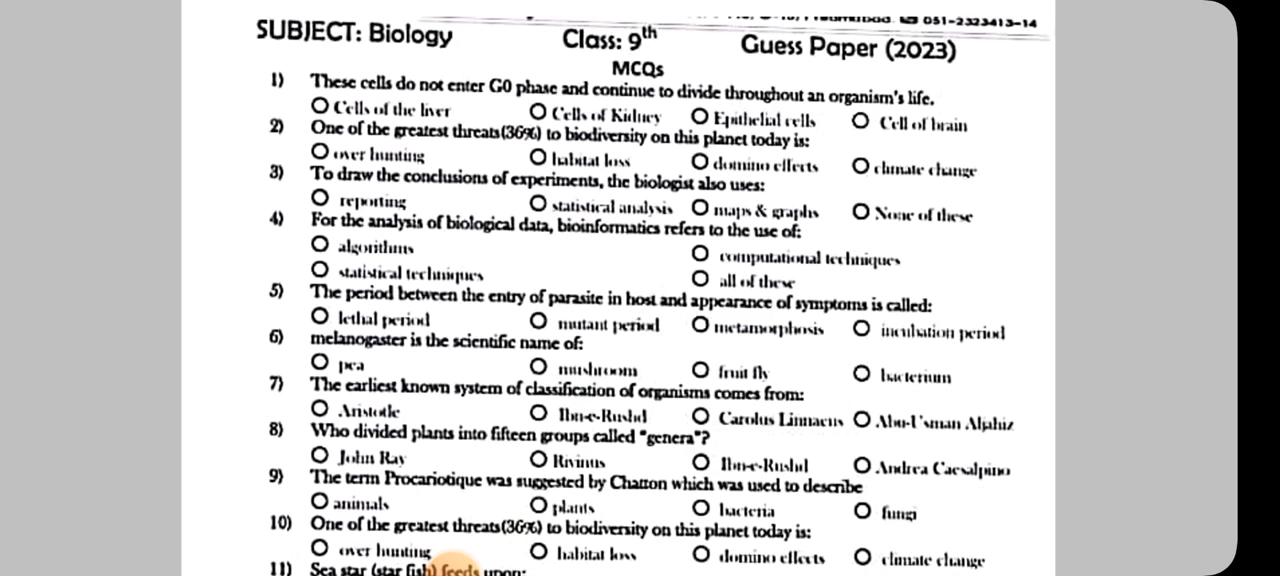 051-2323413-14
SUBJECT: Biology Class: 9th Guess Paper (2023)
MCQs
1) These cells do not enter G0 phase and continue to divide throughout an organism's life.
Cells of the liver Cells of Kidney Epithelial cells Cell of brain
2) One of the greatest threats(36%) to biodiversity on this planet today is:
over hunting habitat loss domino effects climate change
3) To draw the conclusions of experiments, the biologist also uses:
reporting statistical analysis maps & graphs None of these
4) For the analysis of biological data, bioinformatics refers to the use of:
algorithms computational techniques
statistical techniques all of these
5) The period between the entry of parasite in host and appearance of symptoms is called:
lethal period mutant period metamorphosis incubation period
6) melanogaster is the scientific name of:
pea mushroom fruit fly bacterium
7) The earliest known system of classification of organisms comes from:
Aristotle Ibn-e-Rushd Carolus Linnaeus Abu-Usman Aljahiz
8) Who divided plants into fifteen groups called "genera"?
John Ray Rivinus Ibn-e-Rushd Andrea Caesalpino
9) The term Procariotique was suggested by Chatton which was used to describe
animals plants bacteria fungi
10) One of the greatest threats(36%) to biodiversity on this planet today is:
over hunting habitat loss domino effects climate change
11) Sea star (star fish) feeds upon: